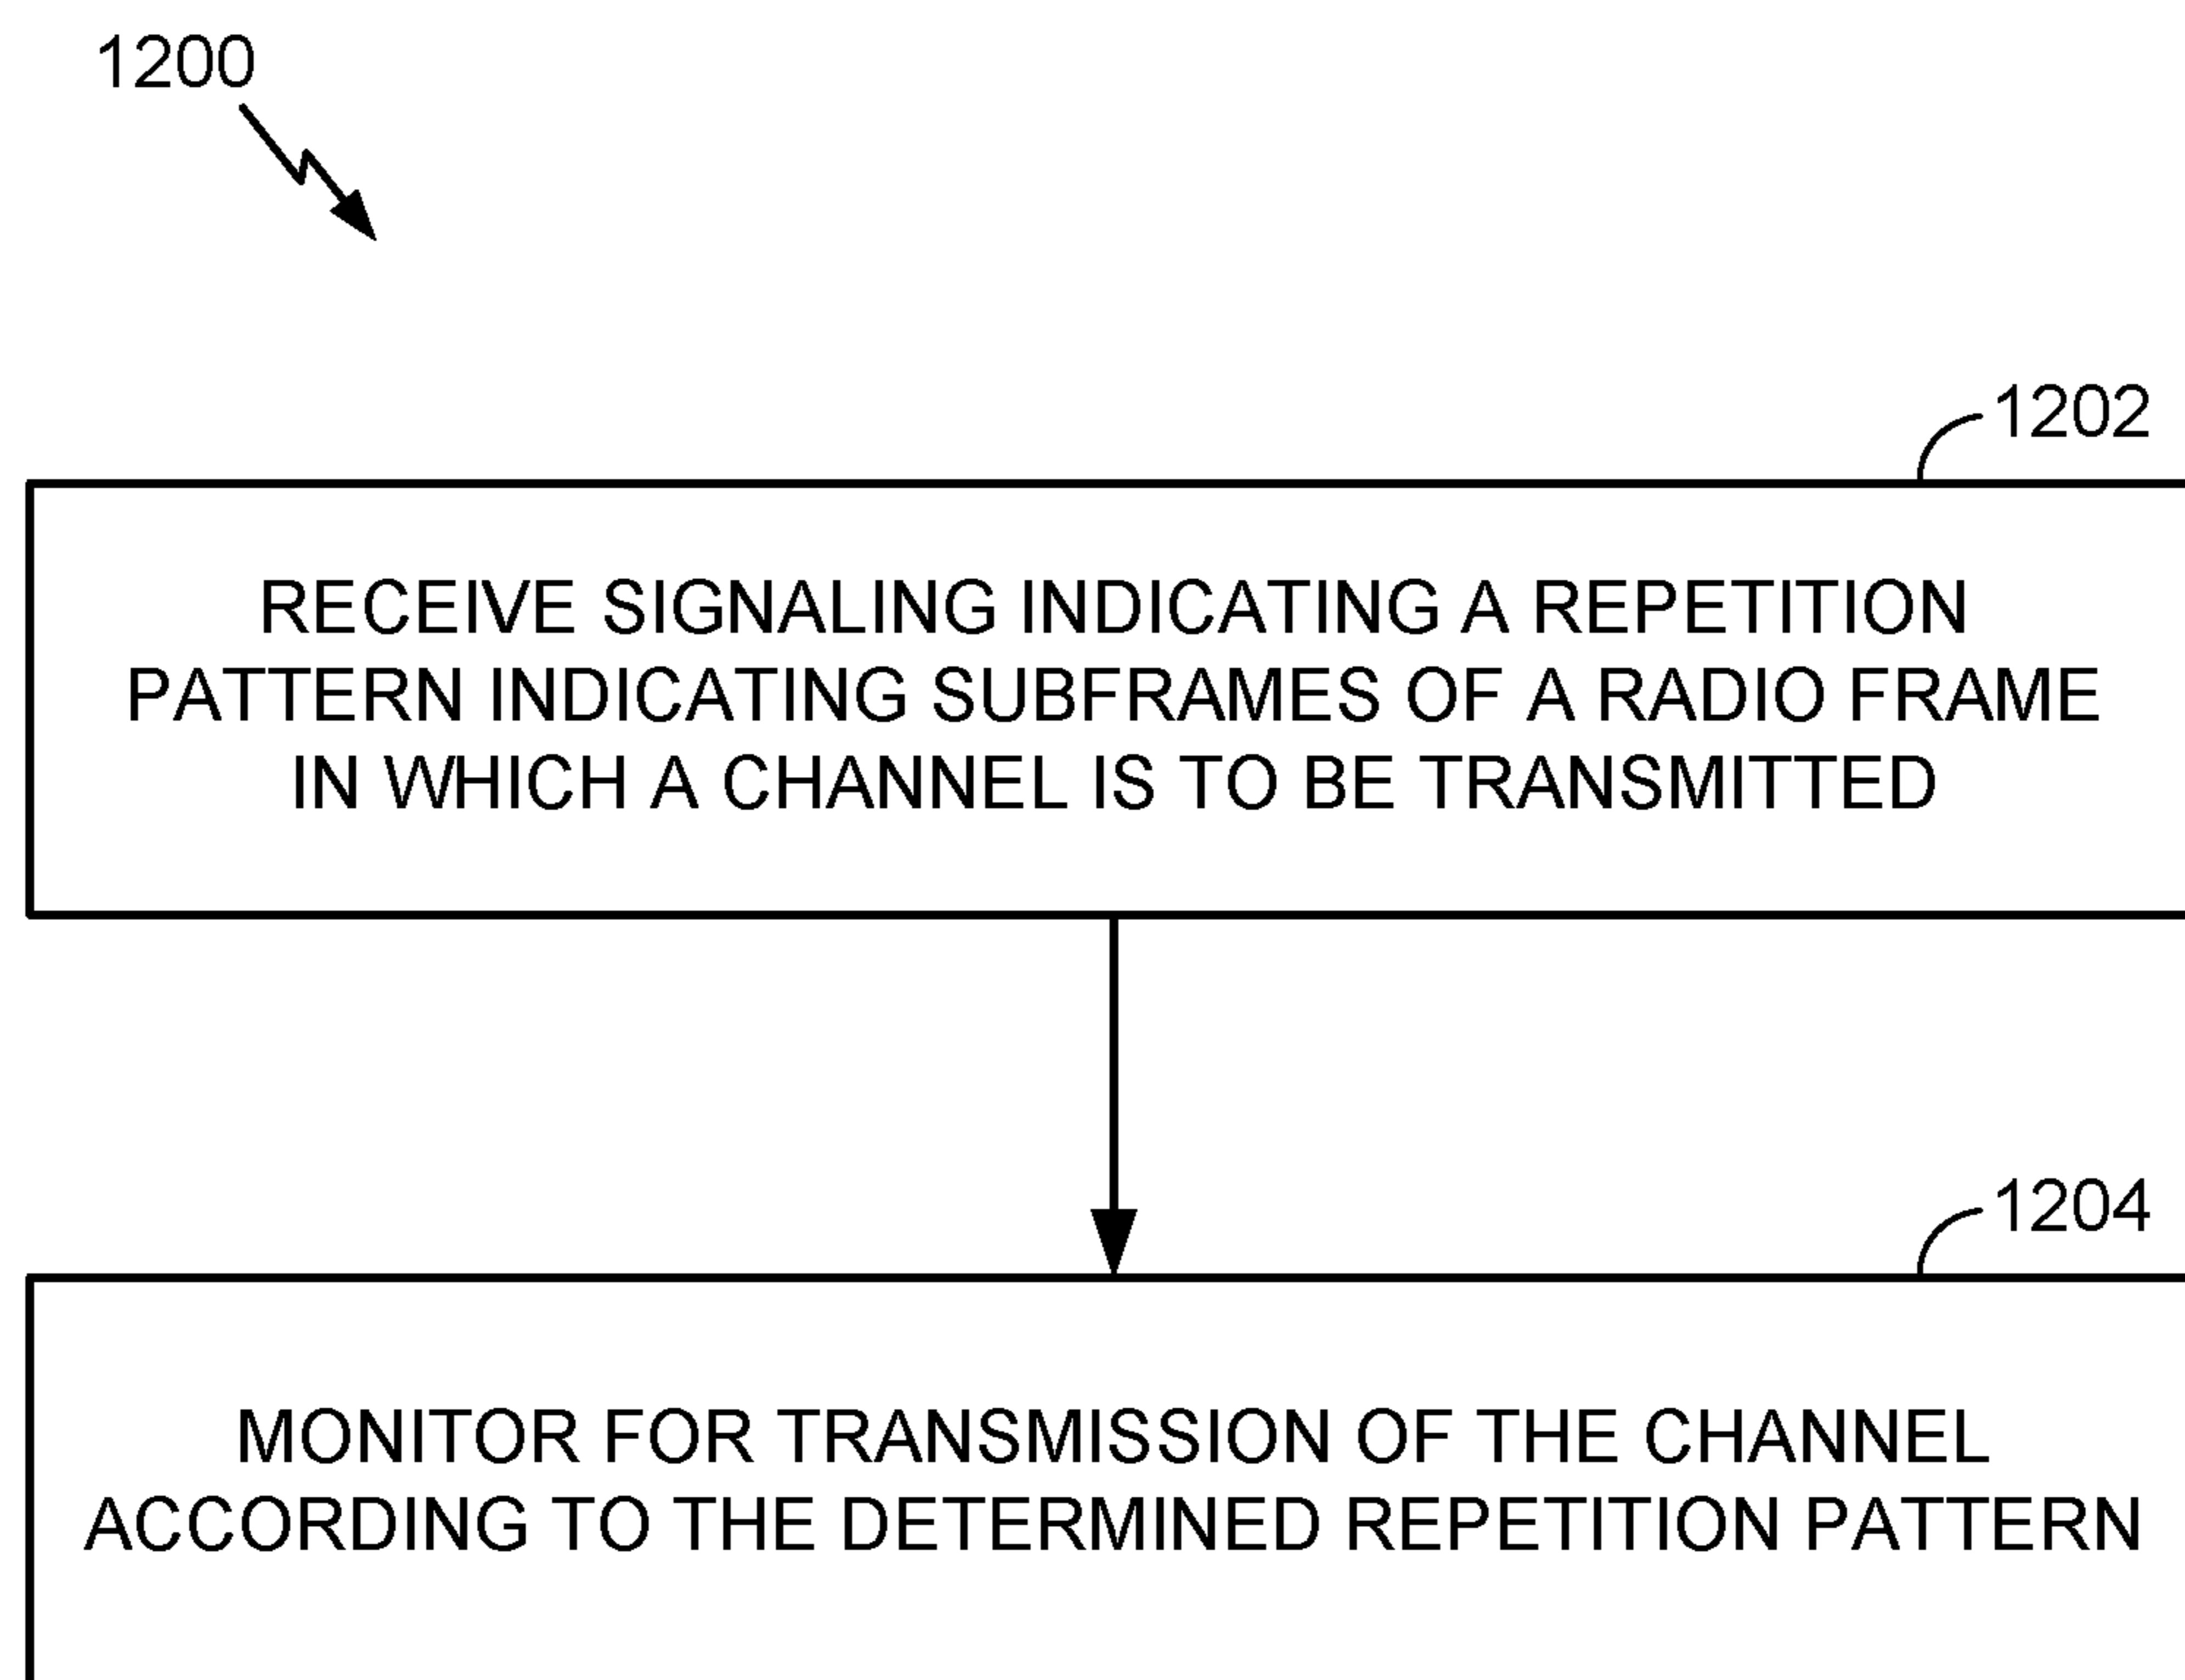 1200
1202
RECEIVE SIGNALING INDICATING A REPETITION
PATTERN INDICATING SUBFRAMES OF A RADIO FRAME
IN WHICH A CHANNEL IS TO BE TRANSMITTED
1204
MONITOR FOR TRANSMISSION OF THE CHANNEL
ACCORDING TO THE DETERMINED REPETITION PATTERN